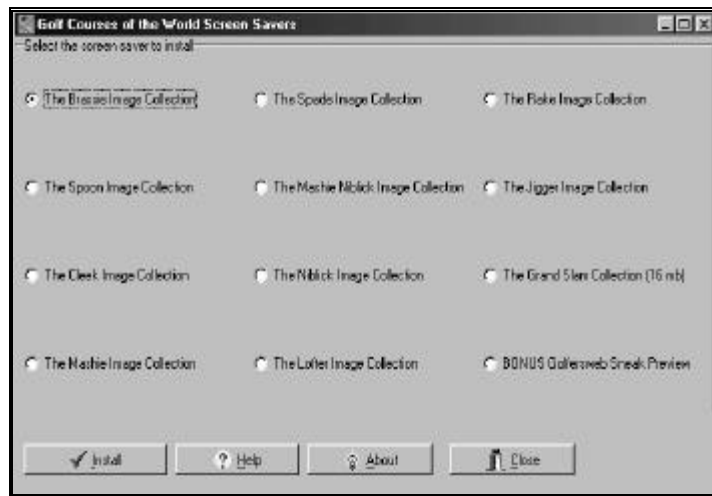 Golf Courses of the World Screen Savers
Select the screen saver to install
The Brassie Image Collection
The Spade Image Collection
The Rake Image Collection
The Spoon Image Collection
The Mashie Niblick Image Collection
The Jigger Image Collection
The Cleek Image Collection
The Niblick Image Collection
The Grand Slam Collection (16 mb)
The Mashie Image Collection
The Lofter Image Collection
BONUS Golfersweb Sneak Preview
Install
Help
About
Close